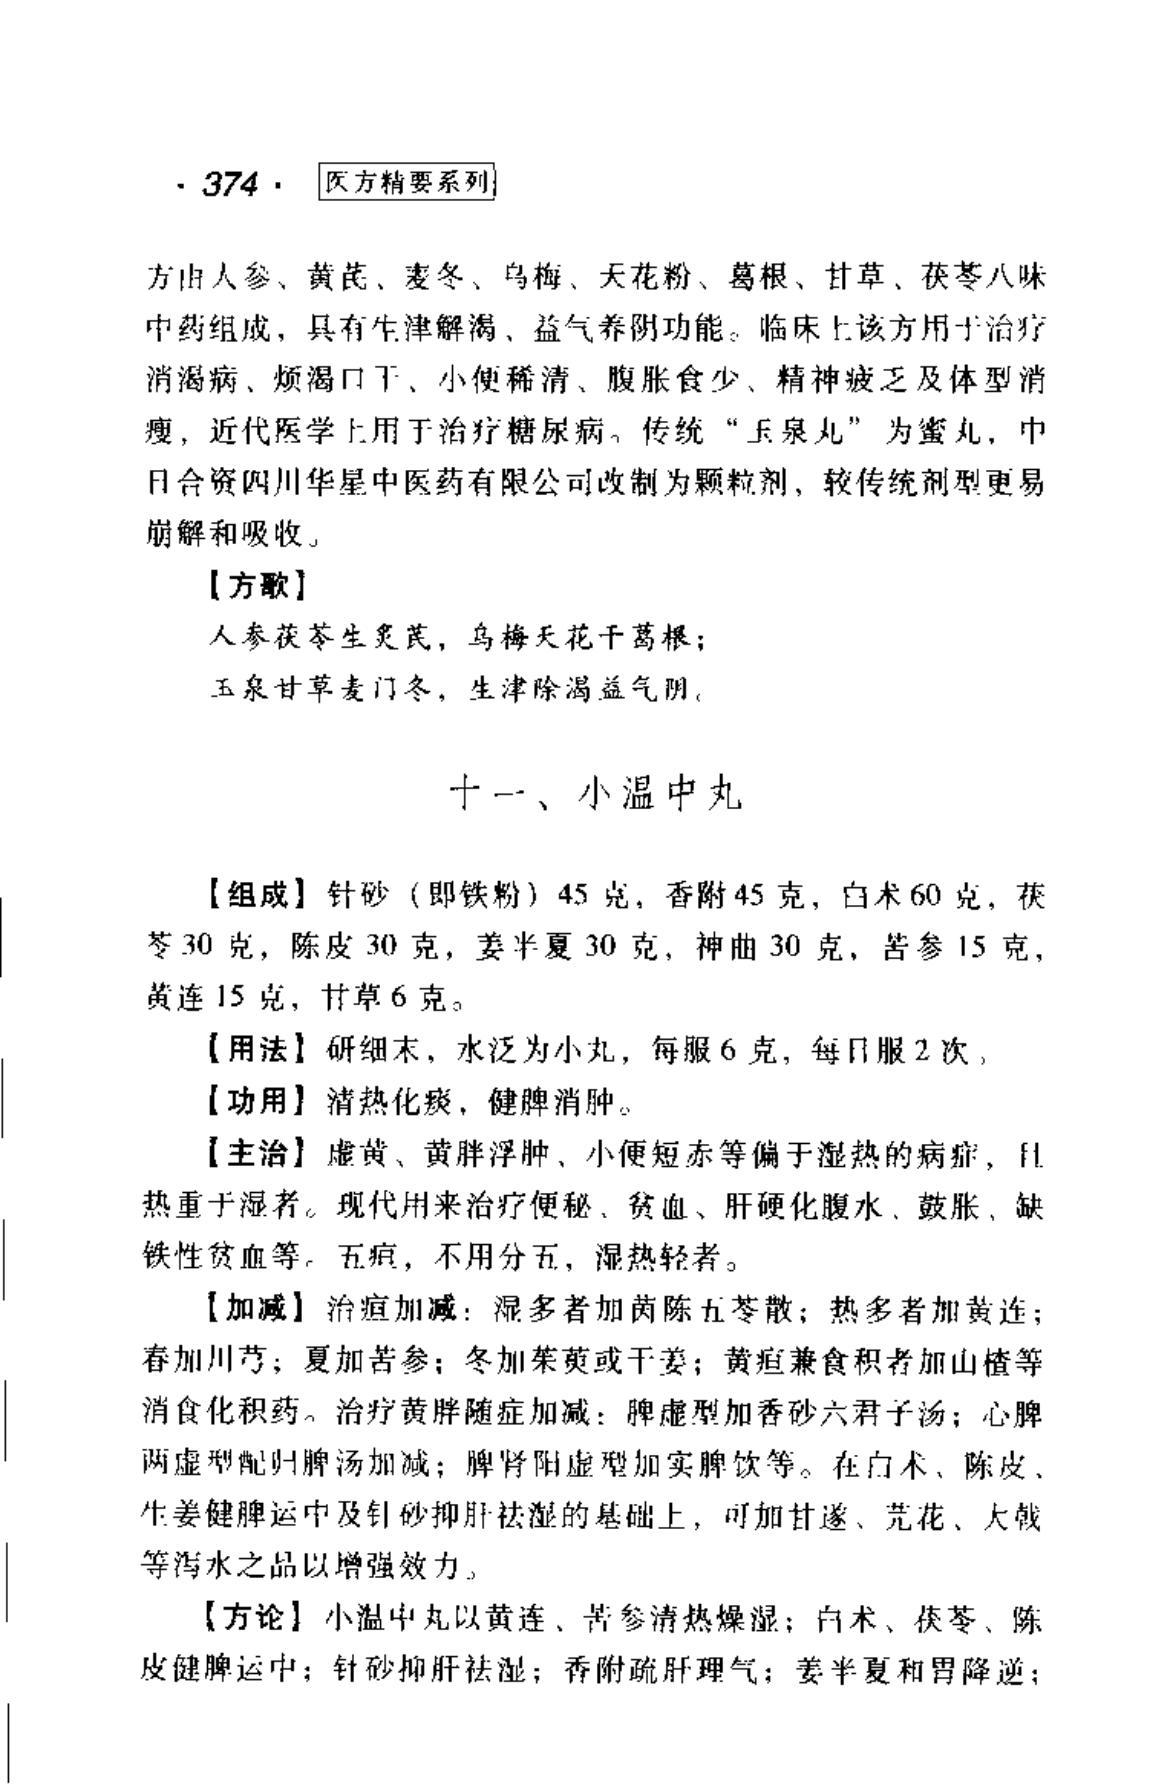 · 374 · 医方精要系列
方由人参、黄芪、麦冬、乌梅、天花粉、葛根、甘草、茯苓八味
中药组成，具有生津解渴、益气养阴功能。临床上该方用于治疗
消渴病、烦渴口干、小便稀清、腹胀食少、精神疲乏及体型消
瘦，近代医学上用于治疗糖尿病。传统“玉泉丸”为蜜丸，中
日合资四川华星中医药有限公司改制为颗粒剂，较传统剂型更易
崩解和吸收。
【方歌】
人参茯苓生炙芪，乌梅天花干葛根；
玉泉甘草麦门冬，生津除渴益气阴。
十一、小温中丸
【组成】针砂（即铁粉）45 克，香附 45 克，白术 60 克，茯
苓 30 克，陈皮 30 克，姜半夏 30 克，神曲 30 克，苦参 15 克，
黄连 15 克，甘草 6 克。
【用法】研细末，水泛为小丸，每服 6 克，每日服 2 次。
【功用】清热化痰，健脾消肿。
【主治】虚黄、黄胖浮肿、小便短赤等偏于湿热的病症，且
热重于湿者。现代用来治疗便秘、贫血、肝硬化腹水、鼓胀、缺
铁性贫血等。五疸，不用分五，湿热轻者。
【加减】治疸加减：湿多者加茵陈五苓散；热多者加黄连；
春加川芎；夏加苦参；冬加茱萸或干姜；黄疸兼食积者加山楂等
消食化积药。治疗黄胖随症加减：脾虚型加香砂六君子汤；心脾
两虚型配归脾汤加减；脾肾阳虚型加实脾饮等。在白术、陈皮、
生姜健脾运中及针砂抑肝祛湿的基础上，可加甘遂、芫花、大戟
等泻水之品以增强效力。
【方论】小温中丸以黄连、苦参清热燥湿；白术、茯苓、陈
皮健脾运中；针砂抑肝祛湿；香附疏肝理气；姜半夏和胃降逆；